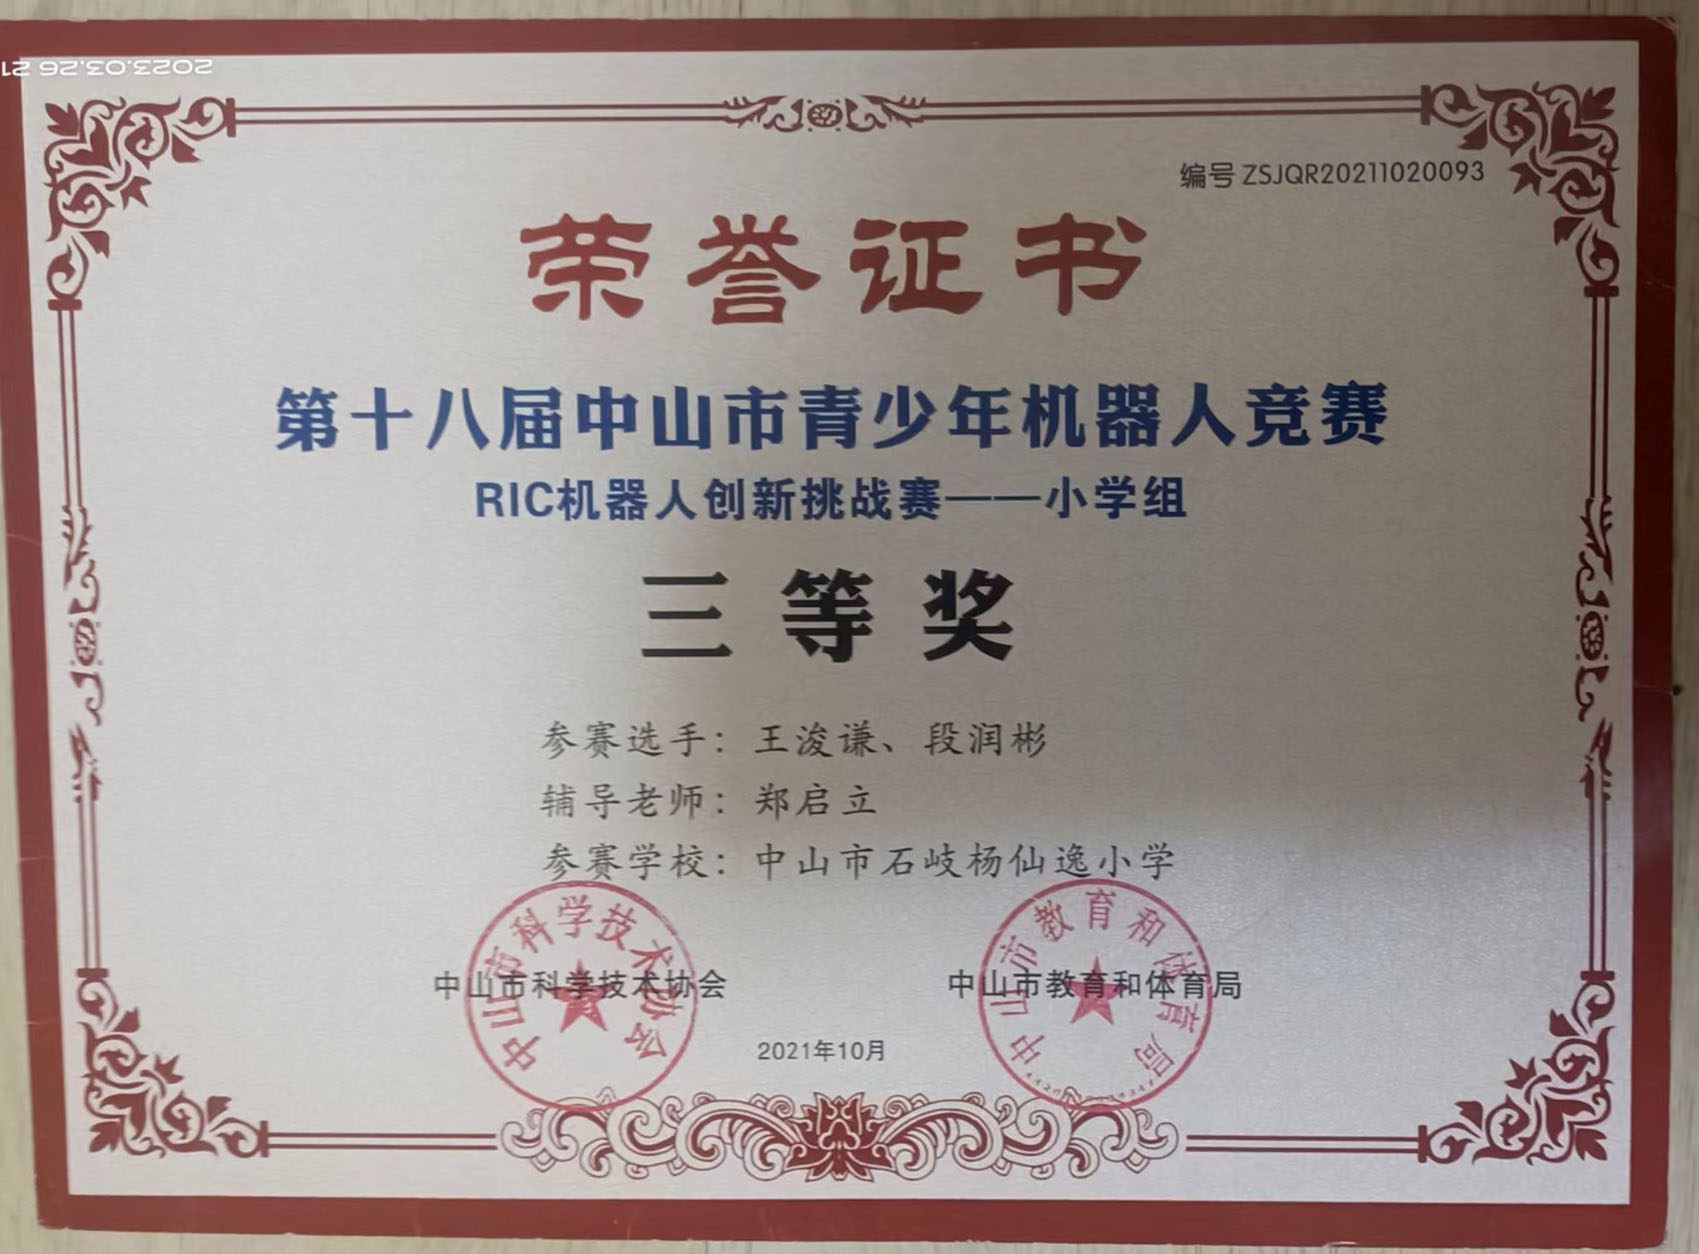 2023.03.26 21
编号 ZSJQR20211020093
荣誉证书
第十八届中山市青少年机器人竞赛
RIC机器人创新挑战赛——小学组
三等奖
参赛选手：王浚谦、段润彬
辅导老师：郑启立
参赛学校：中山市石岐杨仙逸小学
中山市科学技术协会
中山市教育和体育局
中山市科学技术协会
中山市教育和体育局
2021年10月